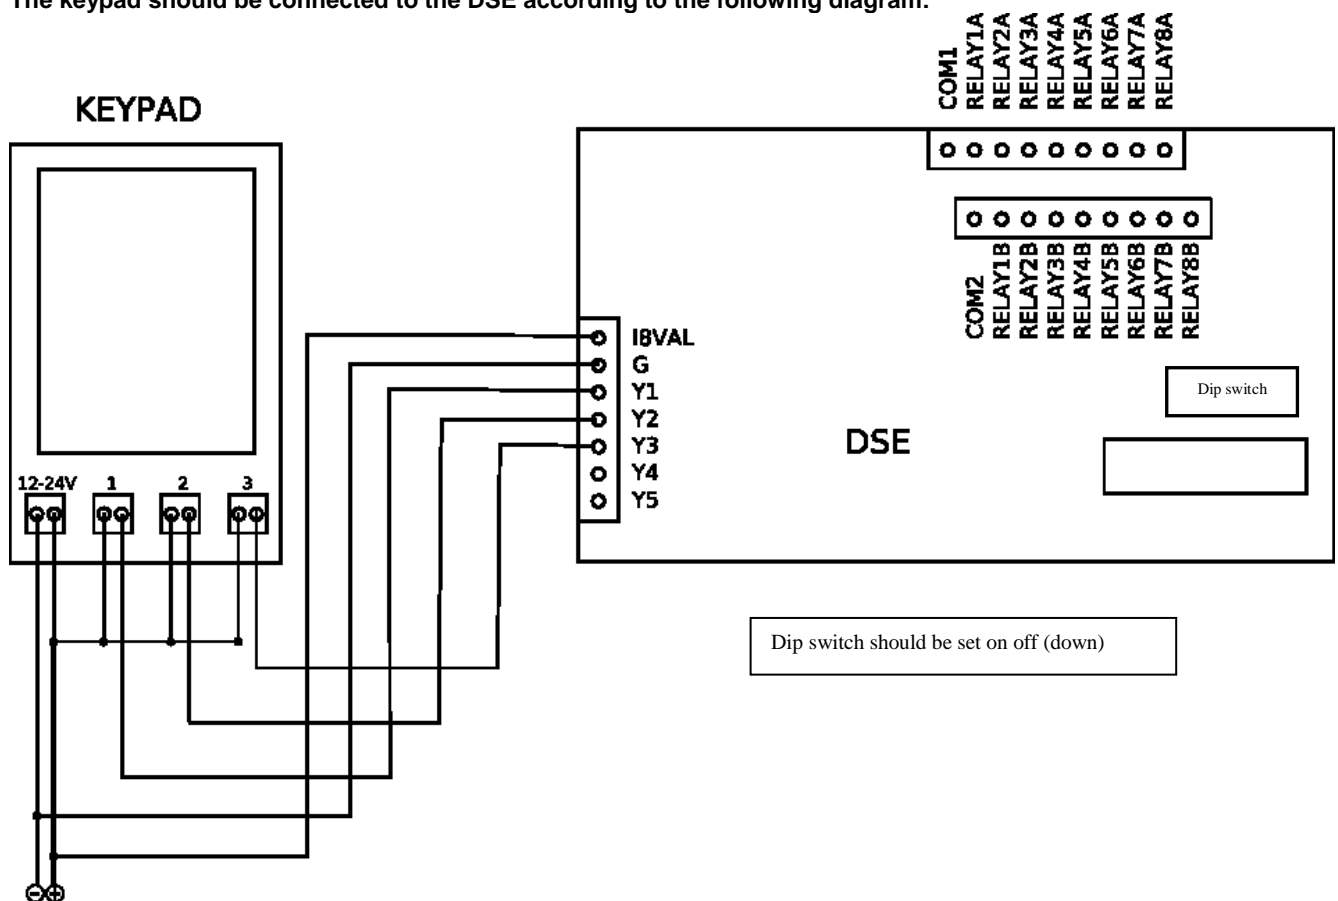 The keypad should be connected to the DSE according to the following diagram.
COM1
RELAY1A
RELAY2A
RELAY3A
RELAY4A
RELAY5A
RELAY6A
RELAY7A
RELAY8A
KEYPAD
COM2
RELAY1B
RELAY2B
RELAY3B
RELAY4B
RELAY5B
RELAY6B
RELAY7B
RELAY8B
I8VAL
G
Y1
Y2
Y3
Y4
Y5
Dip switch
DSE
12-24V 1 2 3
Dip switch should be set on off (down)
- +